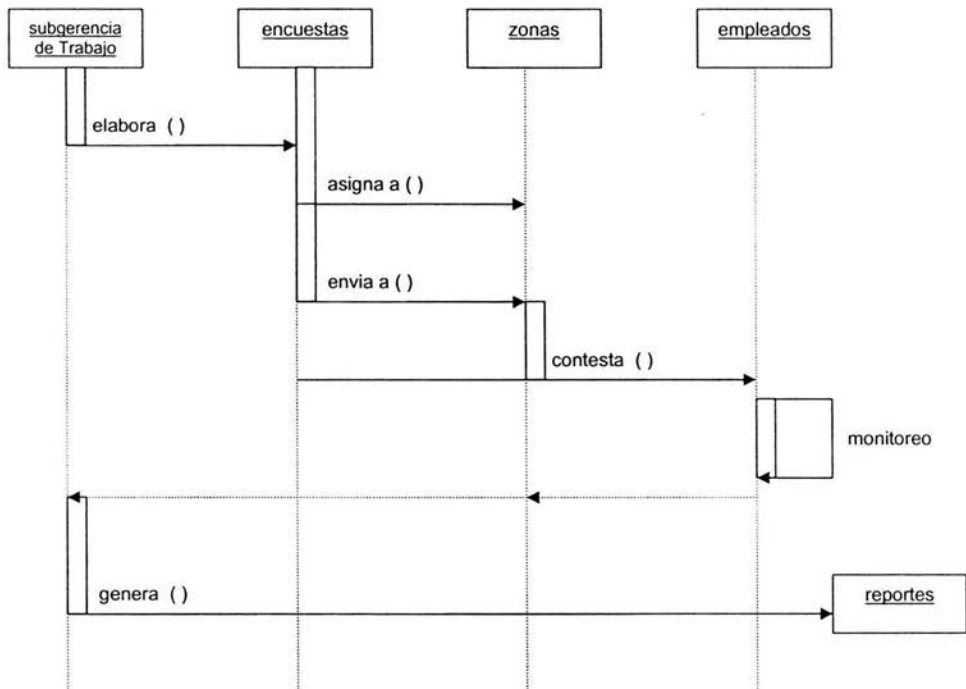 subgerencia
de Trabajo
encuestas
zonas
empleados
elabora ( )
asigna a ( )
envia a ( )
contesta ( )
monitoreo
genera ( )
reportes